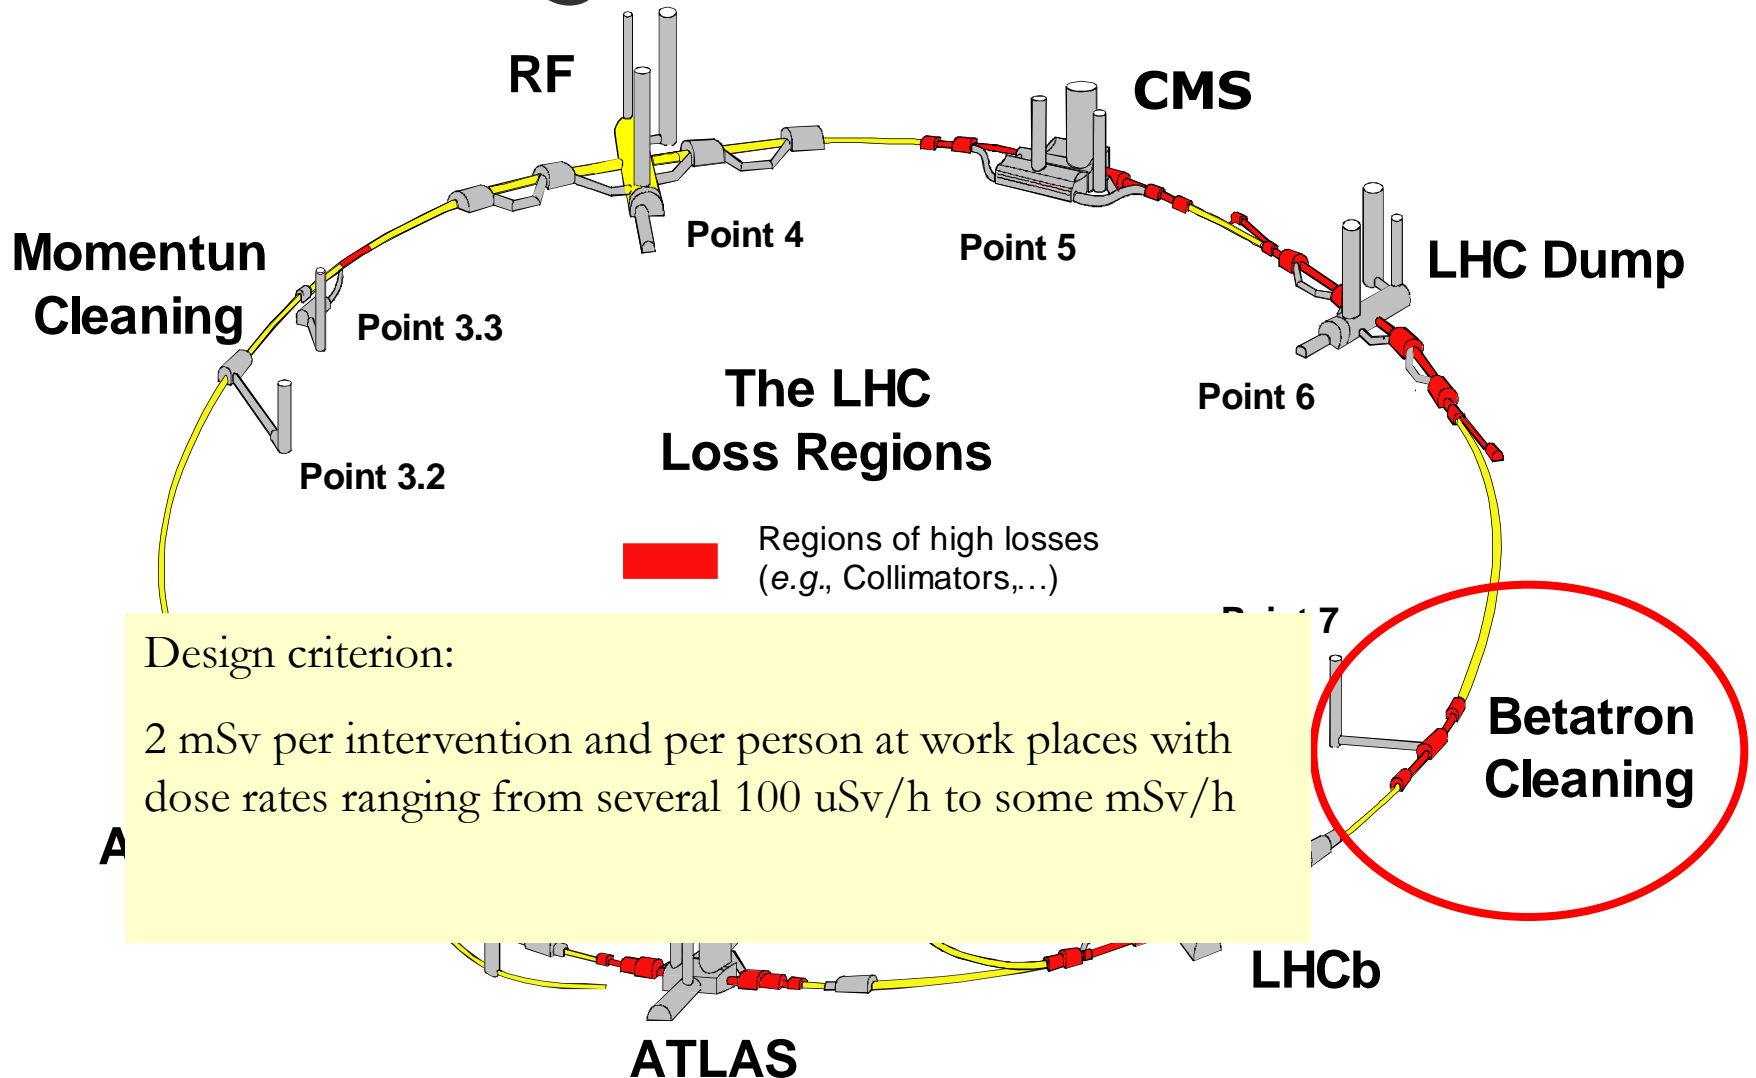 RF
CMS
Point 4
Point 5
Momentun
Cleaning
LHC Dump
Point 3.3
The LHC
Loss Regions
Point 6
Point 3.2
Regions of high losses
(e.g., Collimators,…)
7
Design criterion:
2 mSv per intervention and per person at work places with
dose rates ranging from several 100 uSv/h to some mSv/h
Betatron
Cleaning
LHCb
ATLAS